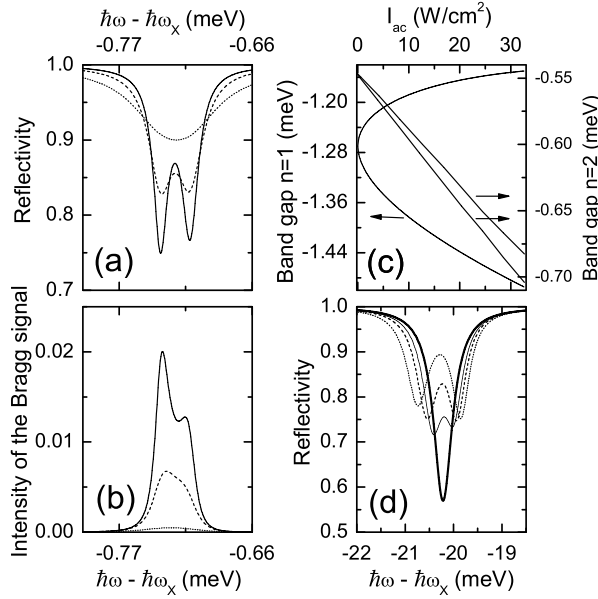 ħω - ħωX (meV)
-0.77 -0.66
Iac (W/cm²)
0 10 20 30
Reflectivity
1.0
0.9
0.8
0.7
(a)
Band gap n=1 (meV)
-1.20
-1.28
-1.36
-1.44
(c)
-0.55
-0.60
-0.65
-0.70
Band gap n=2 (meV)
Intensity of the Bragg signal
0.02
0.01
0.00
(b)
-0.77 -0.66
ħω - ħωX (meV)
Reflectivity
1.0
0.9
0.8
0.7
0.6
0.5
(d)
-22 -21 -20 -19
ħω - ħωX (meV)